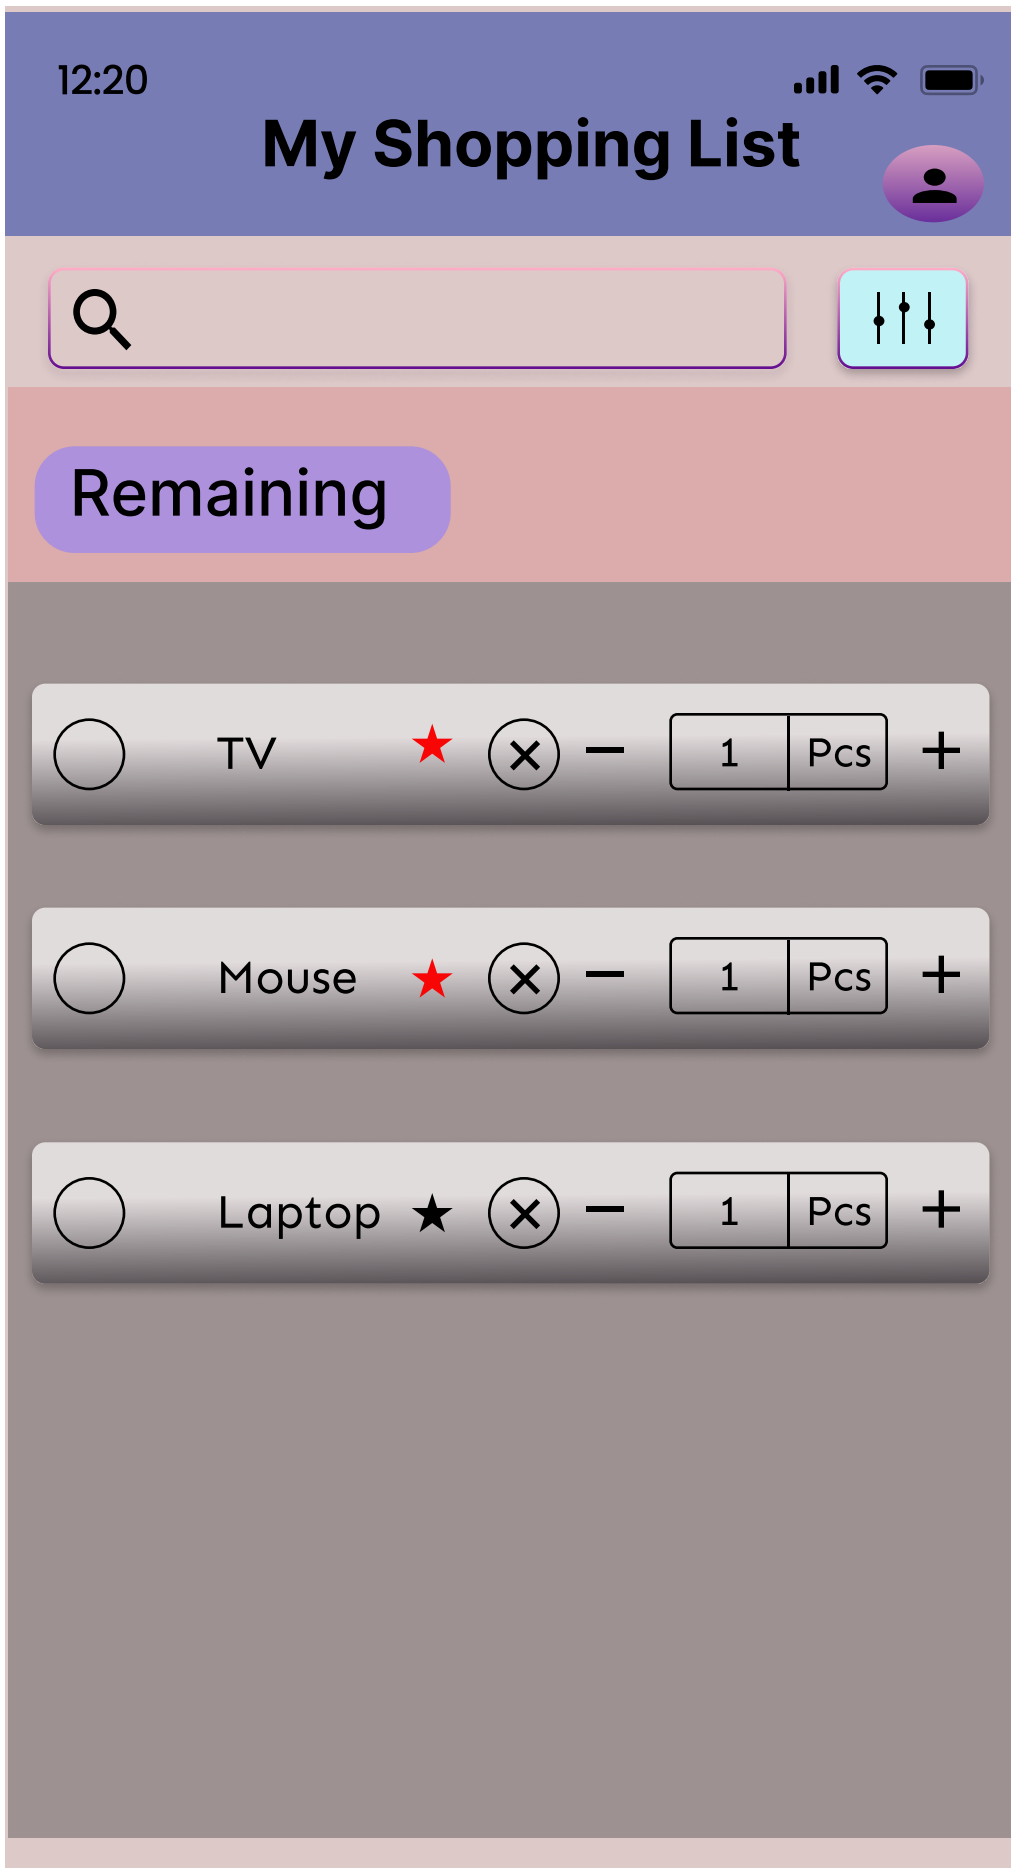 12:20
My Shopping List
Remaining
TV 1 Pcs
Mouse 1 Pcs
Laptop 1 Pcs